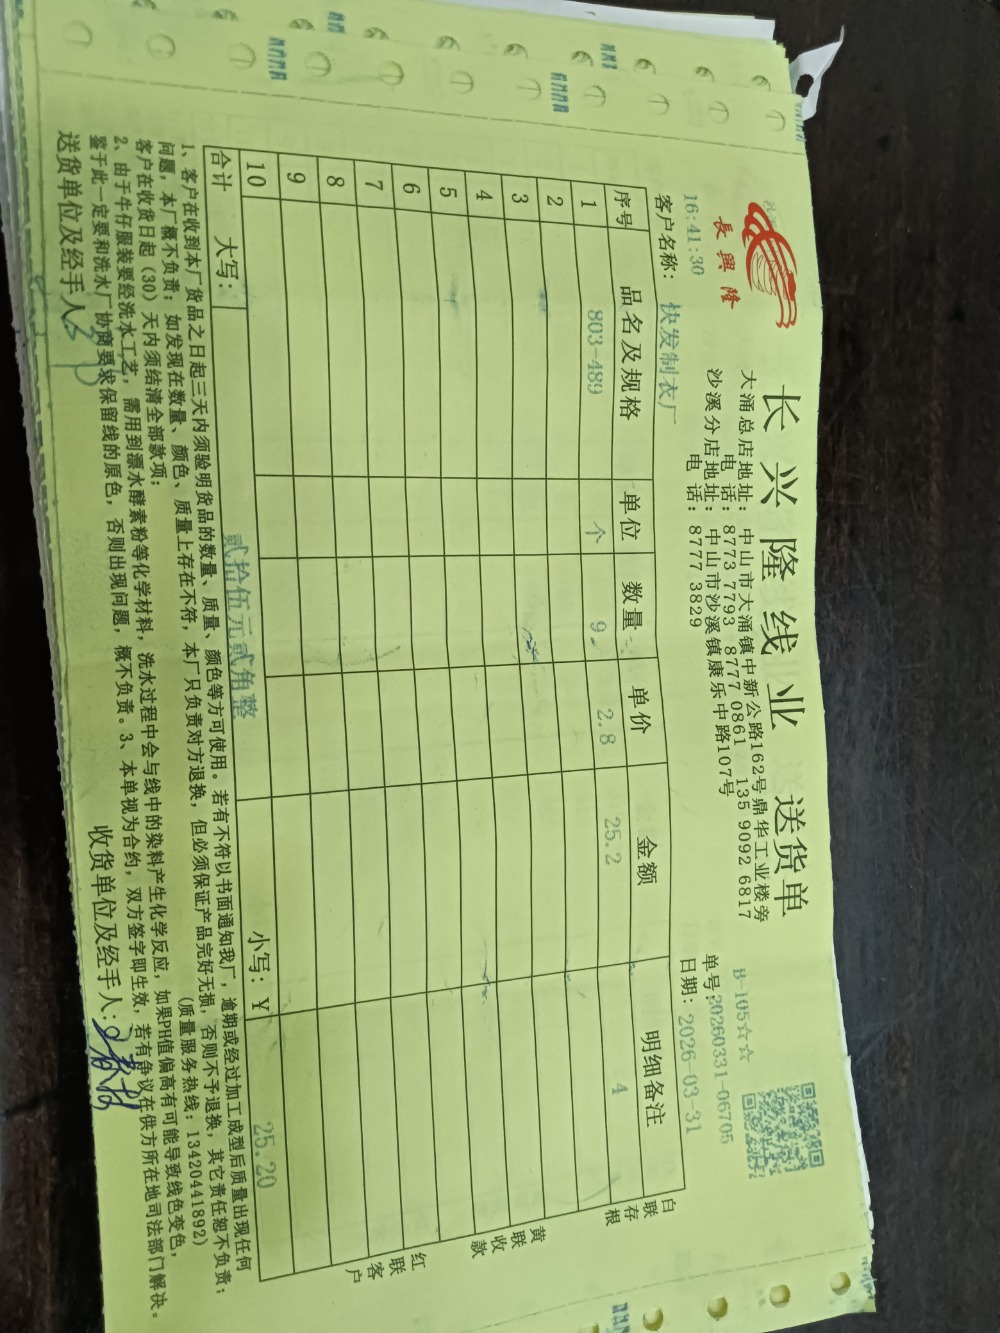 長興隆
长兴隆线业 送货单
B-105☆☆
大涌总店地址: 中山市大涌镇中新公路162号鼎华工业楼旁
电话: 8773 7793 8777 0861 135 9092 6817
沙溪分店地址: 中山市沙溪镇康乐中路107号
电话: 8777 3829
单号:20260331-06705
16:41:30
客户名称: 快发制衣厂
日期: 2026-03-31
序号 品名及规格 单位 数量 单价 金额 明细备注
1 803-489 个 9 2.8 25.2 4
2
3
4
5
6
7
8
9
10
合计 大写: 贰拾伍元贰角整 小写: Y 25.20
白联存根
黄联收款
红联客户
1、客户在收到本厂货品之日起三天内须验明货品的数量、质量、颜色等方可使用。若有不符以书面通知我厂,逾期或经过加工成型后质量出现任何
问题,本厂概不负责;如发现在数量、颜色、质量上存在不符,本厂只负责对方退换,但必须保证产品完好无损,否则不予退换,其它责任恕不负责;
客户在收货日起(30)天内须结清全部款项; (质量服务热线:13420441892)
2、由于牛仔服装要经洗水工艺,需用到漂水酵素粉等化学材料,洗水过程中会与线中的染料产生化学反应,如果PH值偏高有可能导致线色变色,
鉴于此一定要和洗水厂协商要求保留线的原色,否则出现问题,概不负责。3、本单视为合约,双方签字即生效,若有争议在供方所在地司法部门解决。
送货单位及经手人:
收货单位及经手人: